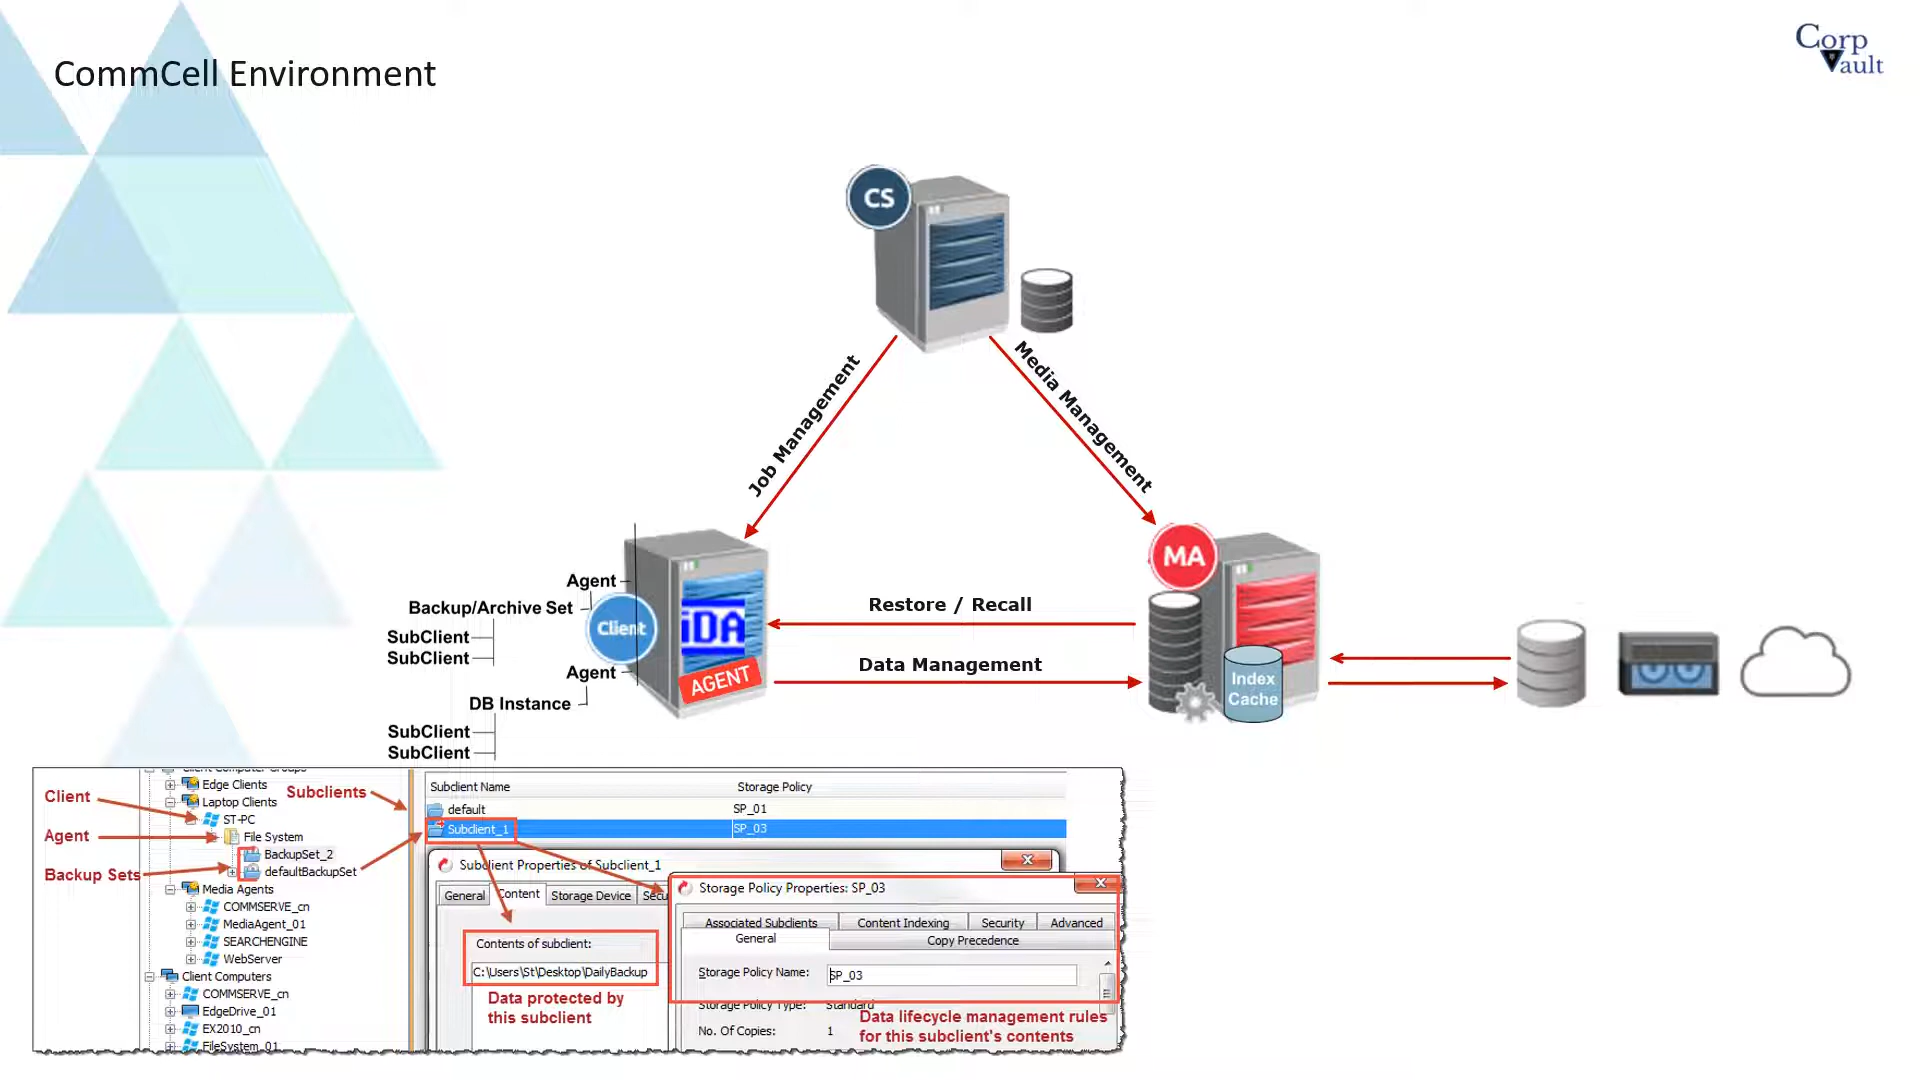 CommCell Environment
Corp
Vault
CS
Job Management
Media Management
MA
Agent
Backup/Archive Set
SubClient
SubClient
Client
iDA
AGENT
Agent
DB Instance
SubClient
SubClient
Restore / Recall
Data Management
Index
Cache
Client
Agent
Backup Sets
Client Computer Groups
Edge Clients
Laptop Clients
ST-PC
File System
BackupSet_2
defaultBackupSet
Media Agents
COMMSERVE_cn
MediaAgent_01
SEARCHENGINE
WebServer
Client Computers
COMMSERVE_cn
EdgeDrive_01
EX2010_cn
FileSystem_01
Subclients
Subclient Name Storage Policy
default SP_01
Subclient_1 SP_03
Subclient Properties of Subclient_1
General Content Storage Device Secu
Contents of subclient:
C:\Users\St\Desktop\DailyBackup
Data protected by
this subclient
Storage Policy Properties: SP_03
Associated Subclients Content Indexing Security Advanced
General Copy Precedence
Storage Policy Name: SP_03
Storage Policy Type: Standard
No. Of Copies: 1
Data lifecycle management rules
for this subclient's contents